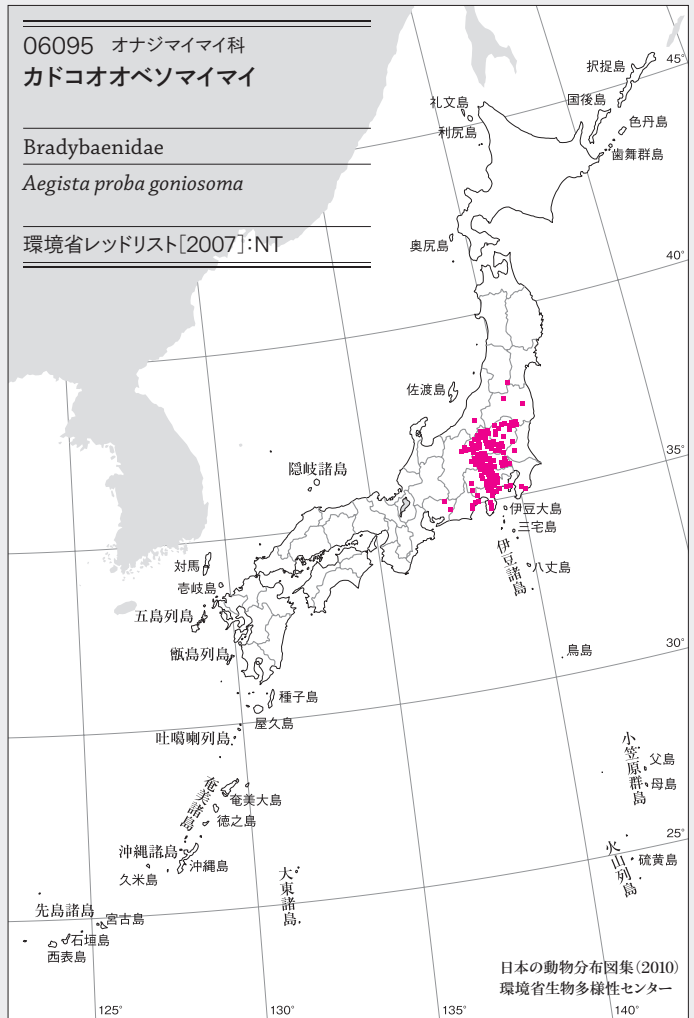 06095 オナジマイマイ科
カドコオオベソマイマイ
Bradybaenidae
Aegista proba goniosoma
環境省レッドリスト[2007]:NT
択捉島
45°
礼文島
国後島
色丹島
利尻島
歯舞群島
奥尻島
40°
佐渡島
35°
隠岐諸島
伊豆大島
三宅島
伊豆諸島
八丈島
対馬
壱岐島
五島列島
甑島列島
鳥島
30°
種子島
屋久島
吐噶喇列島
小笠原群島
父島
母島
奄美諸島
奄美大島
徳之島
25°
沖縄諸島
沖縄島
久米島
火山列島
硫黄島
大東諸島
先島諸島
宮古島
石垣島
西表島
日本の動物分布図集(2010)
環境省生物多様性センター
125°
130°
135°
140°